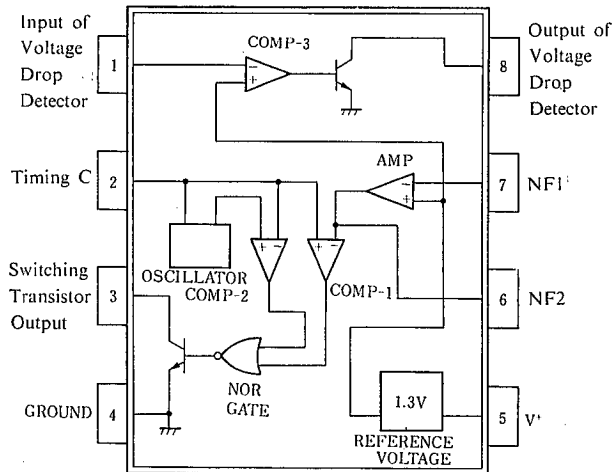 Input of
Voltage
Drop
Detector
1
COMP-3
−
+
8
Output of
Voltage
Drop
Detector
Timing C
2
AMP
−
+
7
NF1
OSCILLATOR
+ −
COMP-2
+ −
COMP-1
Switching
Transistor
Output
3
6
NF2
NOR
GATE
GROUND
4
1.3V
REFERENCE
VOLTAGE
5
V+